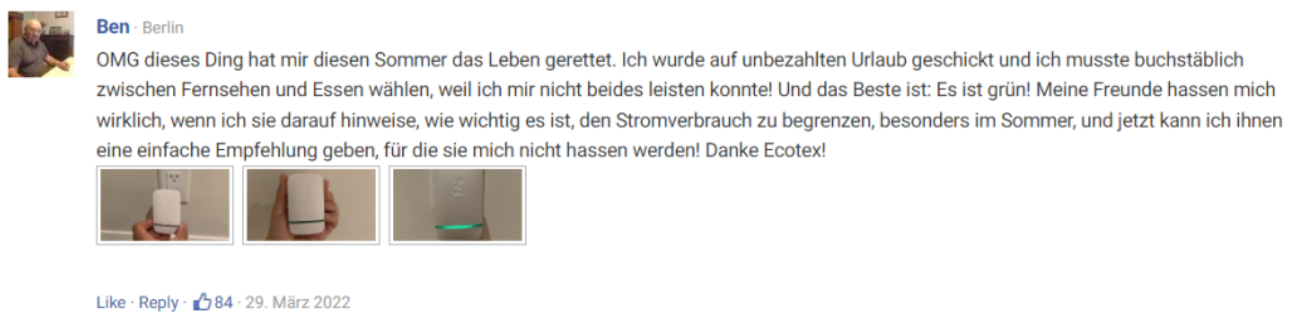 Ben · Berlin
OMG dieses Ding hat mir diesen Sommer das Leben gerettet. Ich wurde auf unbezahlten Urlaub geschickt und ich musste buchstäblich
zwischen Fernsehen und Essen wählen, weil ich mir nicht beides leisten konnte! Und das Beste ist: Es ist grün! Meine Freunde hassen mich
wirklich, wenn ich sie darauf hinweise, wie wichtig es ist, den Stromverbrauch zu begrenzen, besonders im Sommer, und jetzt kann ich ihnen
eine einfache Empfehlung geben, für die sie mich nicht hassen werden! Danke Ecotex!
Like · Reply · 84 · 29. März 2022